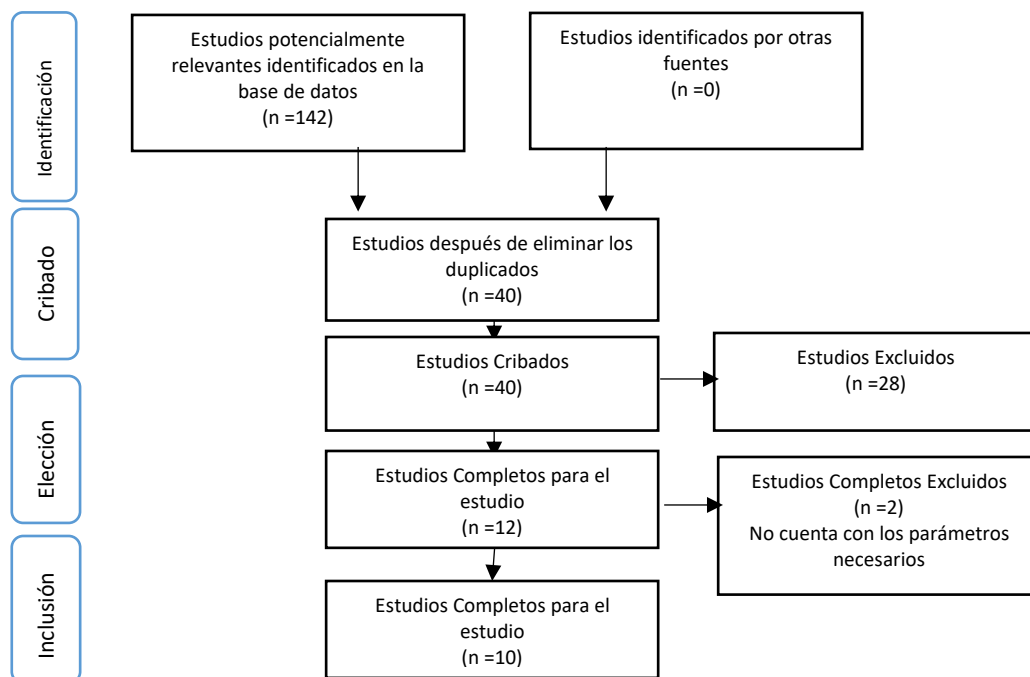 Identificación
Estudios potencialmente
relevantes identificados en la
base de datos
(n =142)
Estudios identificados por otras
fuentes
(n =0)
Cribado
Estudios después de eliminar los
duplicados
(n =40)
Estudios Cribados
(n =40)
Estudios Excluidos
(n =28)
Elección
Estudios Completos para el
estudio
(n =12)
Estudios Completos Excluidos
(n =2)
No cuenta con los parámetros
necesarios
Inclusión
Estudios Completos para el
estudio
(n =10)